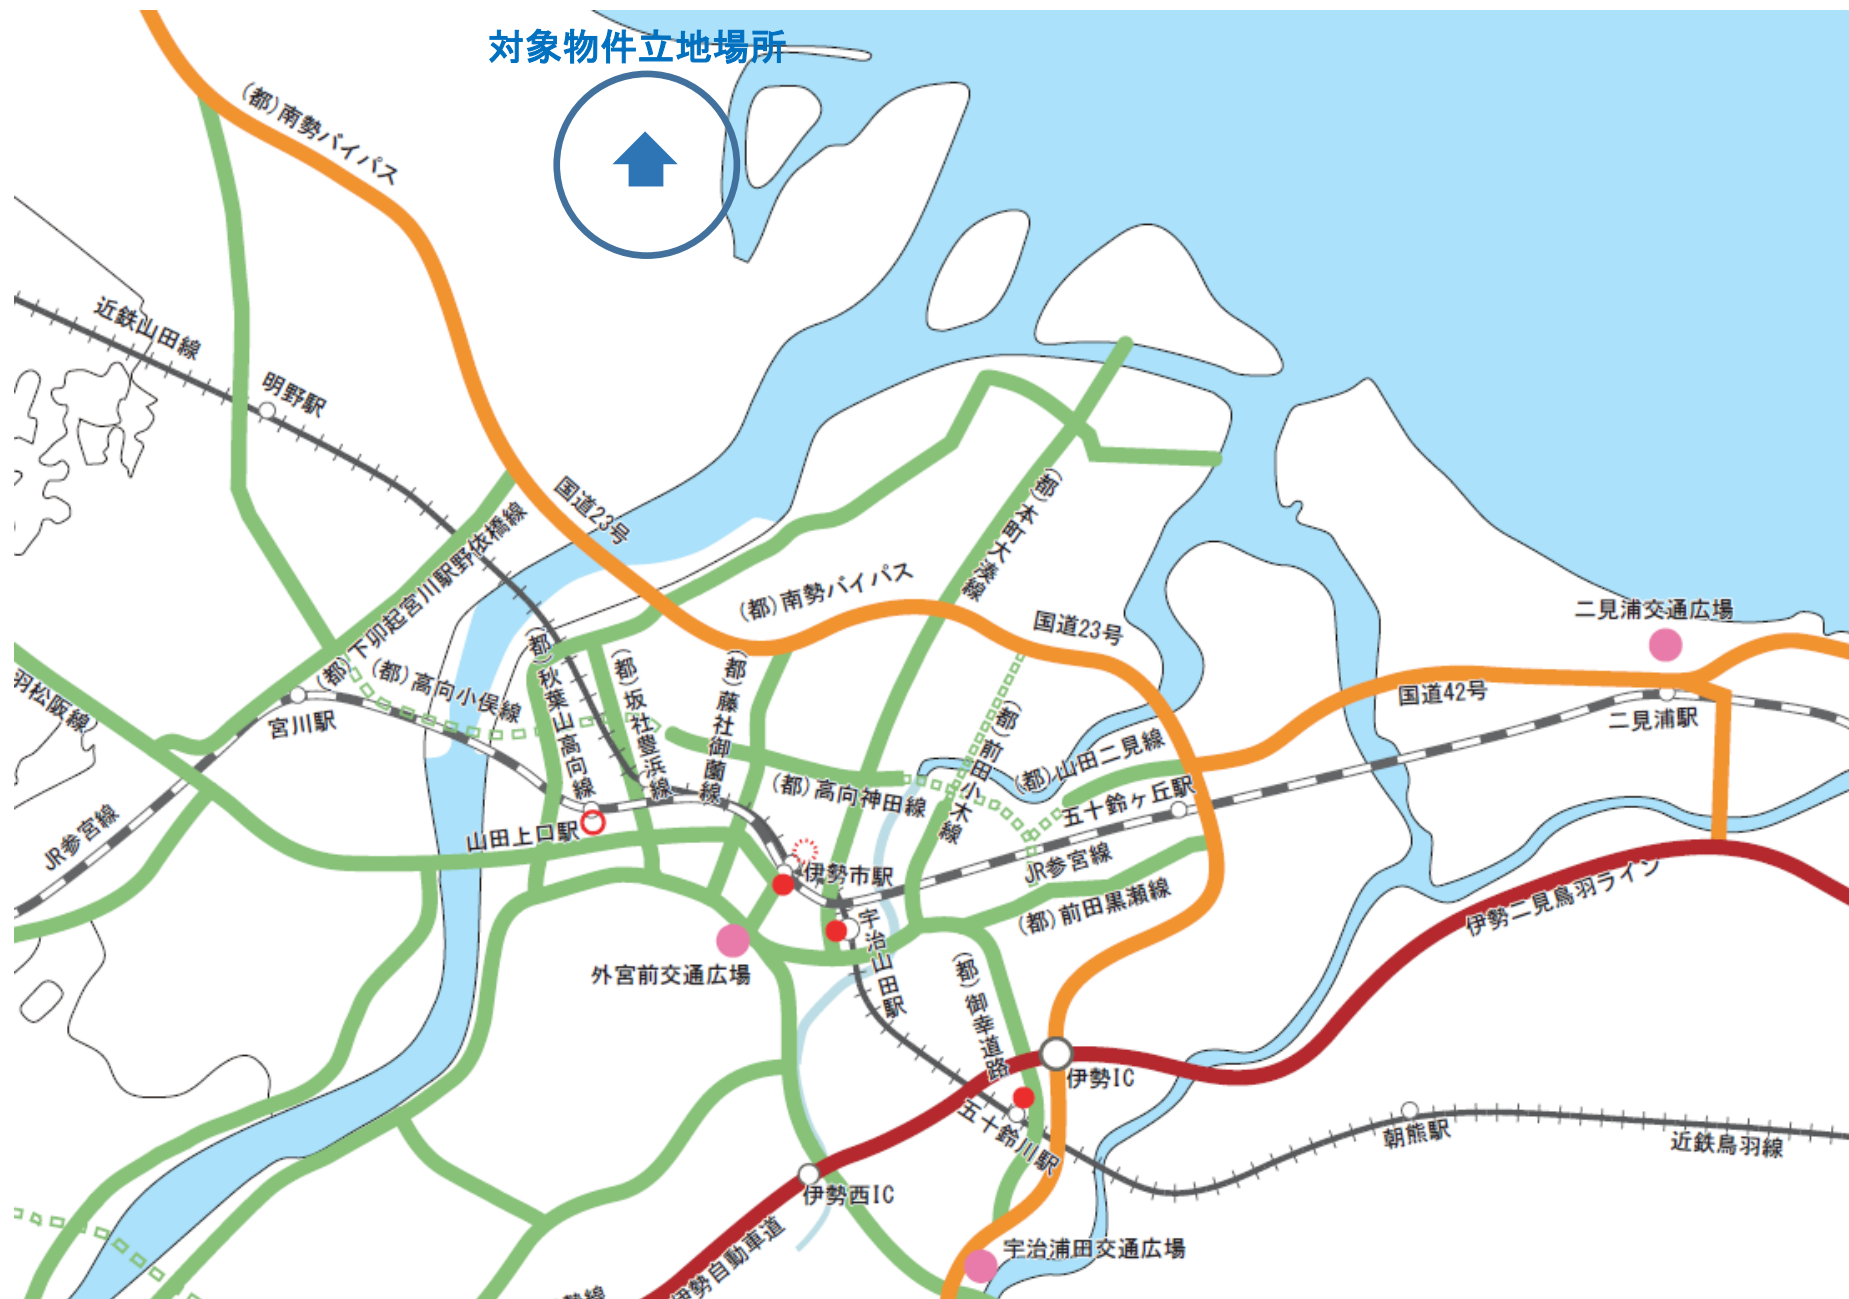 対象物件立地場所
(都)南勢バイパス
近鉄山田線
明野駅
国道23号
(都)下卯起宮川駅野依橋線
(都)本町大湊線
(都)南勢バイパス
国道23号
二見浦交通広場
羽松阪線)
宮川駅
(都)高向小俣線
(都)秋葉山高向線
(都)坂社豊浜線
(都)藤社御薗線
(都)前田小木線
(都)山田二見線
国道42号
二見浦駅
JR参宮線
山田上口駅
(都)高向神田線
五十鈴ヶ丘駅
伊勢市駅
JR参宮線
(都)前田黒瀬線
伊勢二見鳥羽ライン
宇治山田駅
外宮前交通広場
(都)御幸道路
伊勢IC
五十鈴川駅
朝熊駅
近鉄鳥羽線
伊勢西IC
伊勢自動車道
宇治浦田交通広場
勢線